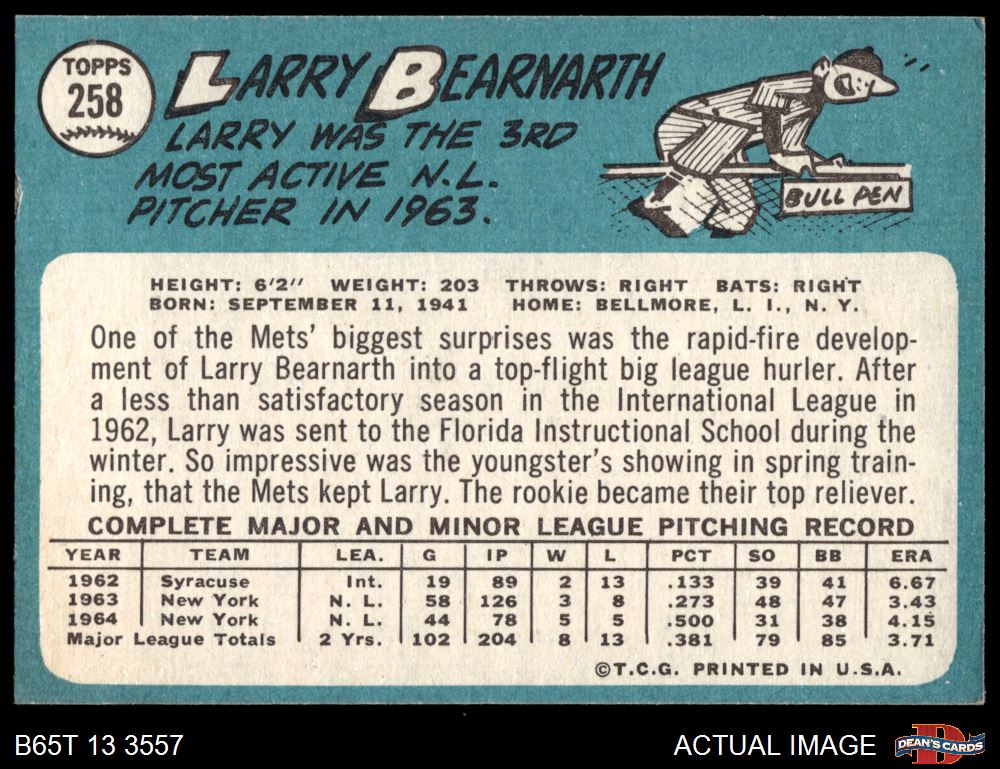 TOPPS
258
LARRY BEARNARTH
LARRY WAS THE 3RD
MOST ACTIVE N.L.
PITCHER IN 1963.
BULL PEN
HEIGHT: 6'2" WEIGHT: 203 THROWS: RIGHT BATS: RIGHT
BORN: SEPTEMBER 11, 1941 HOME: BELLMORE, L. I., N. Y.
One of the Mets' biggest surprises was the rapid-fire develop-
ment of Larry Bearnarth into a top-flight big league hurler. After
a less than satisfactory season in the International League in
1962, Larry was sent to the Florida Instructional School during the
winter. So impressive was the youngster's showing in spring train-
ing, that the Mets kept Larry. The rookie became their top reliever.
COMPLETE MAJOR AND MINOR LEAGUE PITCHING RECORD
YEAR TEAM LEA. G IP W L PCT SO BB ERA
1962 Syracuse Int. 19 89 2 13 .133 39 41 6.67
1963 New York N. L. 58 126 3 8 .273 48 47 3.43
1964 New York N. L. 44 78 5 5 .500 31 38 4.15
Major League Totals 2 Yrs. 102 204 8 13 .381 79 85 3.71
©T.C.G. PRINTED IN U.S.A.
B65T 13 3557 ACTUAL IMAGE D DEAN'S CARDS